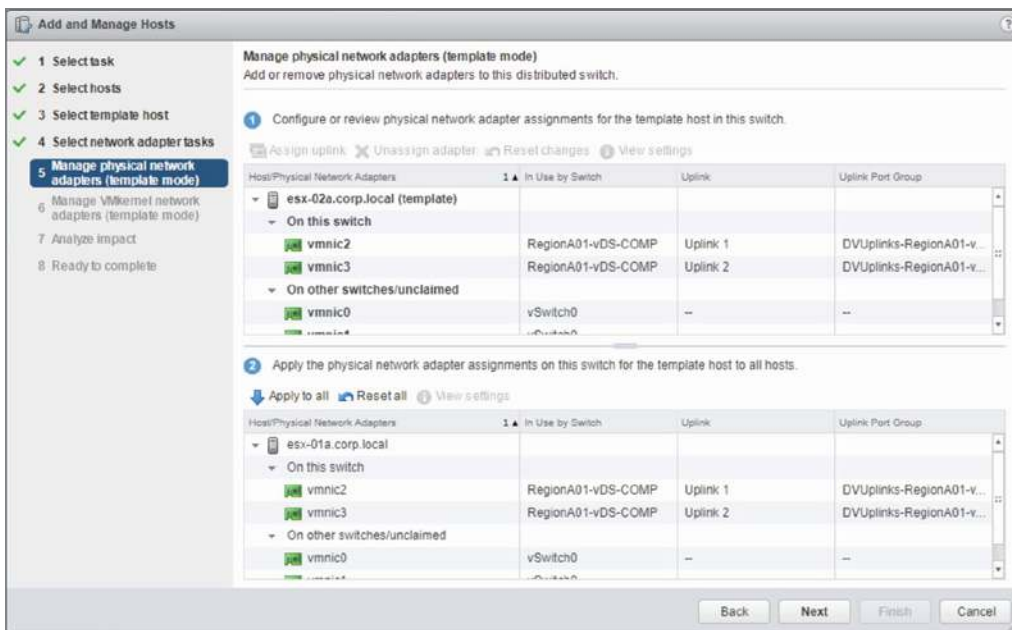 Add and Manage Hosts
?
1 Select task
2 Select hosts
3 Select template host
4 Select network adapter tasks
5 Manage physical network
adapters (template mode)
6 Manage VMkernel network
adapters (template mode)
7 Analyze impact
8 Ready to complete
Manage physical network adapters (template mode)
Add or remove physical network adapters to this distributed switch.
1 Configure or review physical network adapter assignments for the template host in this switch.
Assign uplink Unassign adapter Reset changes View settings
Host/Physical Network Adapters 1 ▲ In Use by Switch Uplink Uplink Port Group
esx-02a.corp.local (template)
On this switch
vmnic2 RegionA01-vDS-COMP Uplink 1 DVUplinks-RegionA01-v...
vmnic3 RegionA01-vDS-COMP Uplink 2 DVUplinks-RegionA01-v...
On other switches/unclaimed
vmnic0 vSwitch0 -- --
2 Apply the physical network adapter assignments on this switch for the template host to all hosts.
Apply to all Reset all View settings
Host/Physical Network Adapters 1 ▲ In Use by Switch Uplink Uplink Port Group
esx-01a.corp.local
On this switch
vmnic2 RegionA01-vDS-COMP Uplink 1 DVUplinks-RegionA01-v...
vmnic3 RegionA01-vDS-COMP Uplink 2 DVUplinks-RegionA01-v...
On other switches/unclaimed
vmnic0 vSwitch0 -- --
Back Next Finish Cancel